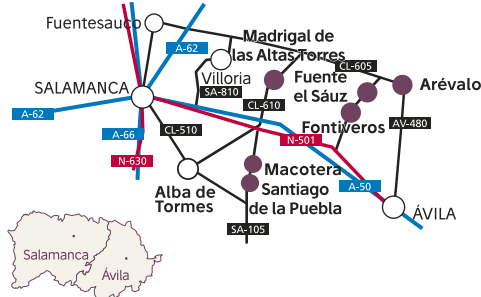 Fuentesauco
Madrigal de
las Altas Torres
A-62
CL-605
Villoria
Fuente
el Sáuz
Arévalo
SALAMANCA
SA-810
CL-610
A-62
AV-480
A-66
CL-510
Fontiveros
N-501
N-630
Macotera
A-50
Alba de
Tormes
Santiago
de la Puebla
ÁVILA
SA-105
Salamanca
Ávila